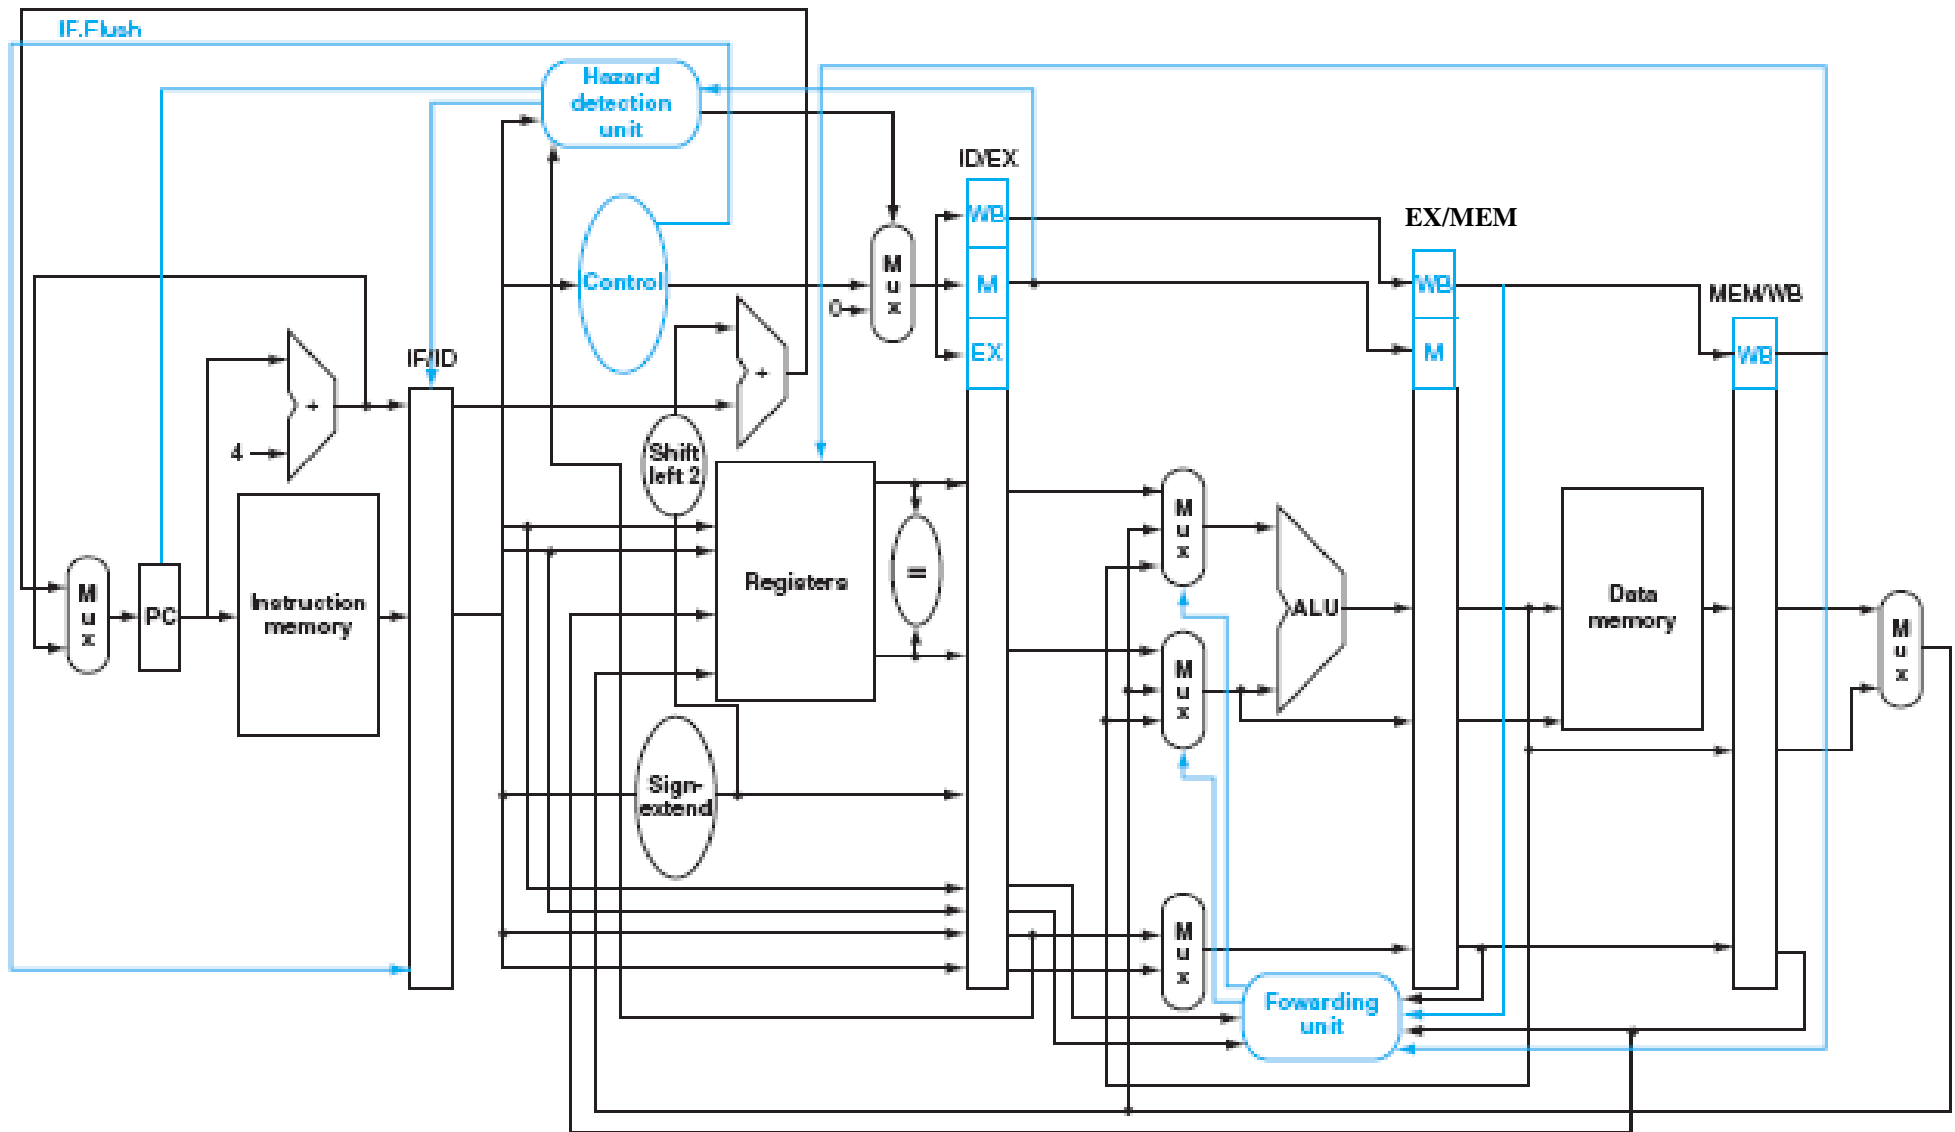 IF.Flush
Hazard
detection
unit
ID/EX
WB
EX/MEM
Control
M
u
x
M
WB
MEM/WB
0
EX
M
WB
IF/ID
+
+
4
Shift
left 2
M
u
x
M
u
x
PC
Instruction
memory
Registers
=
ALU
Data
memory
M
u
x
M
u
x
Sign-
extend
M
u
x
Fowarding
unit